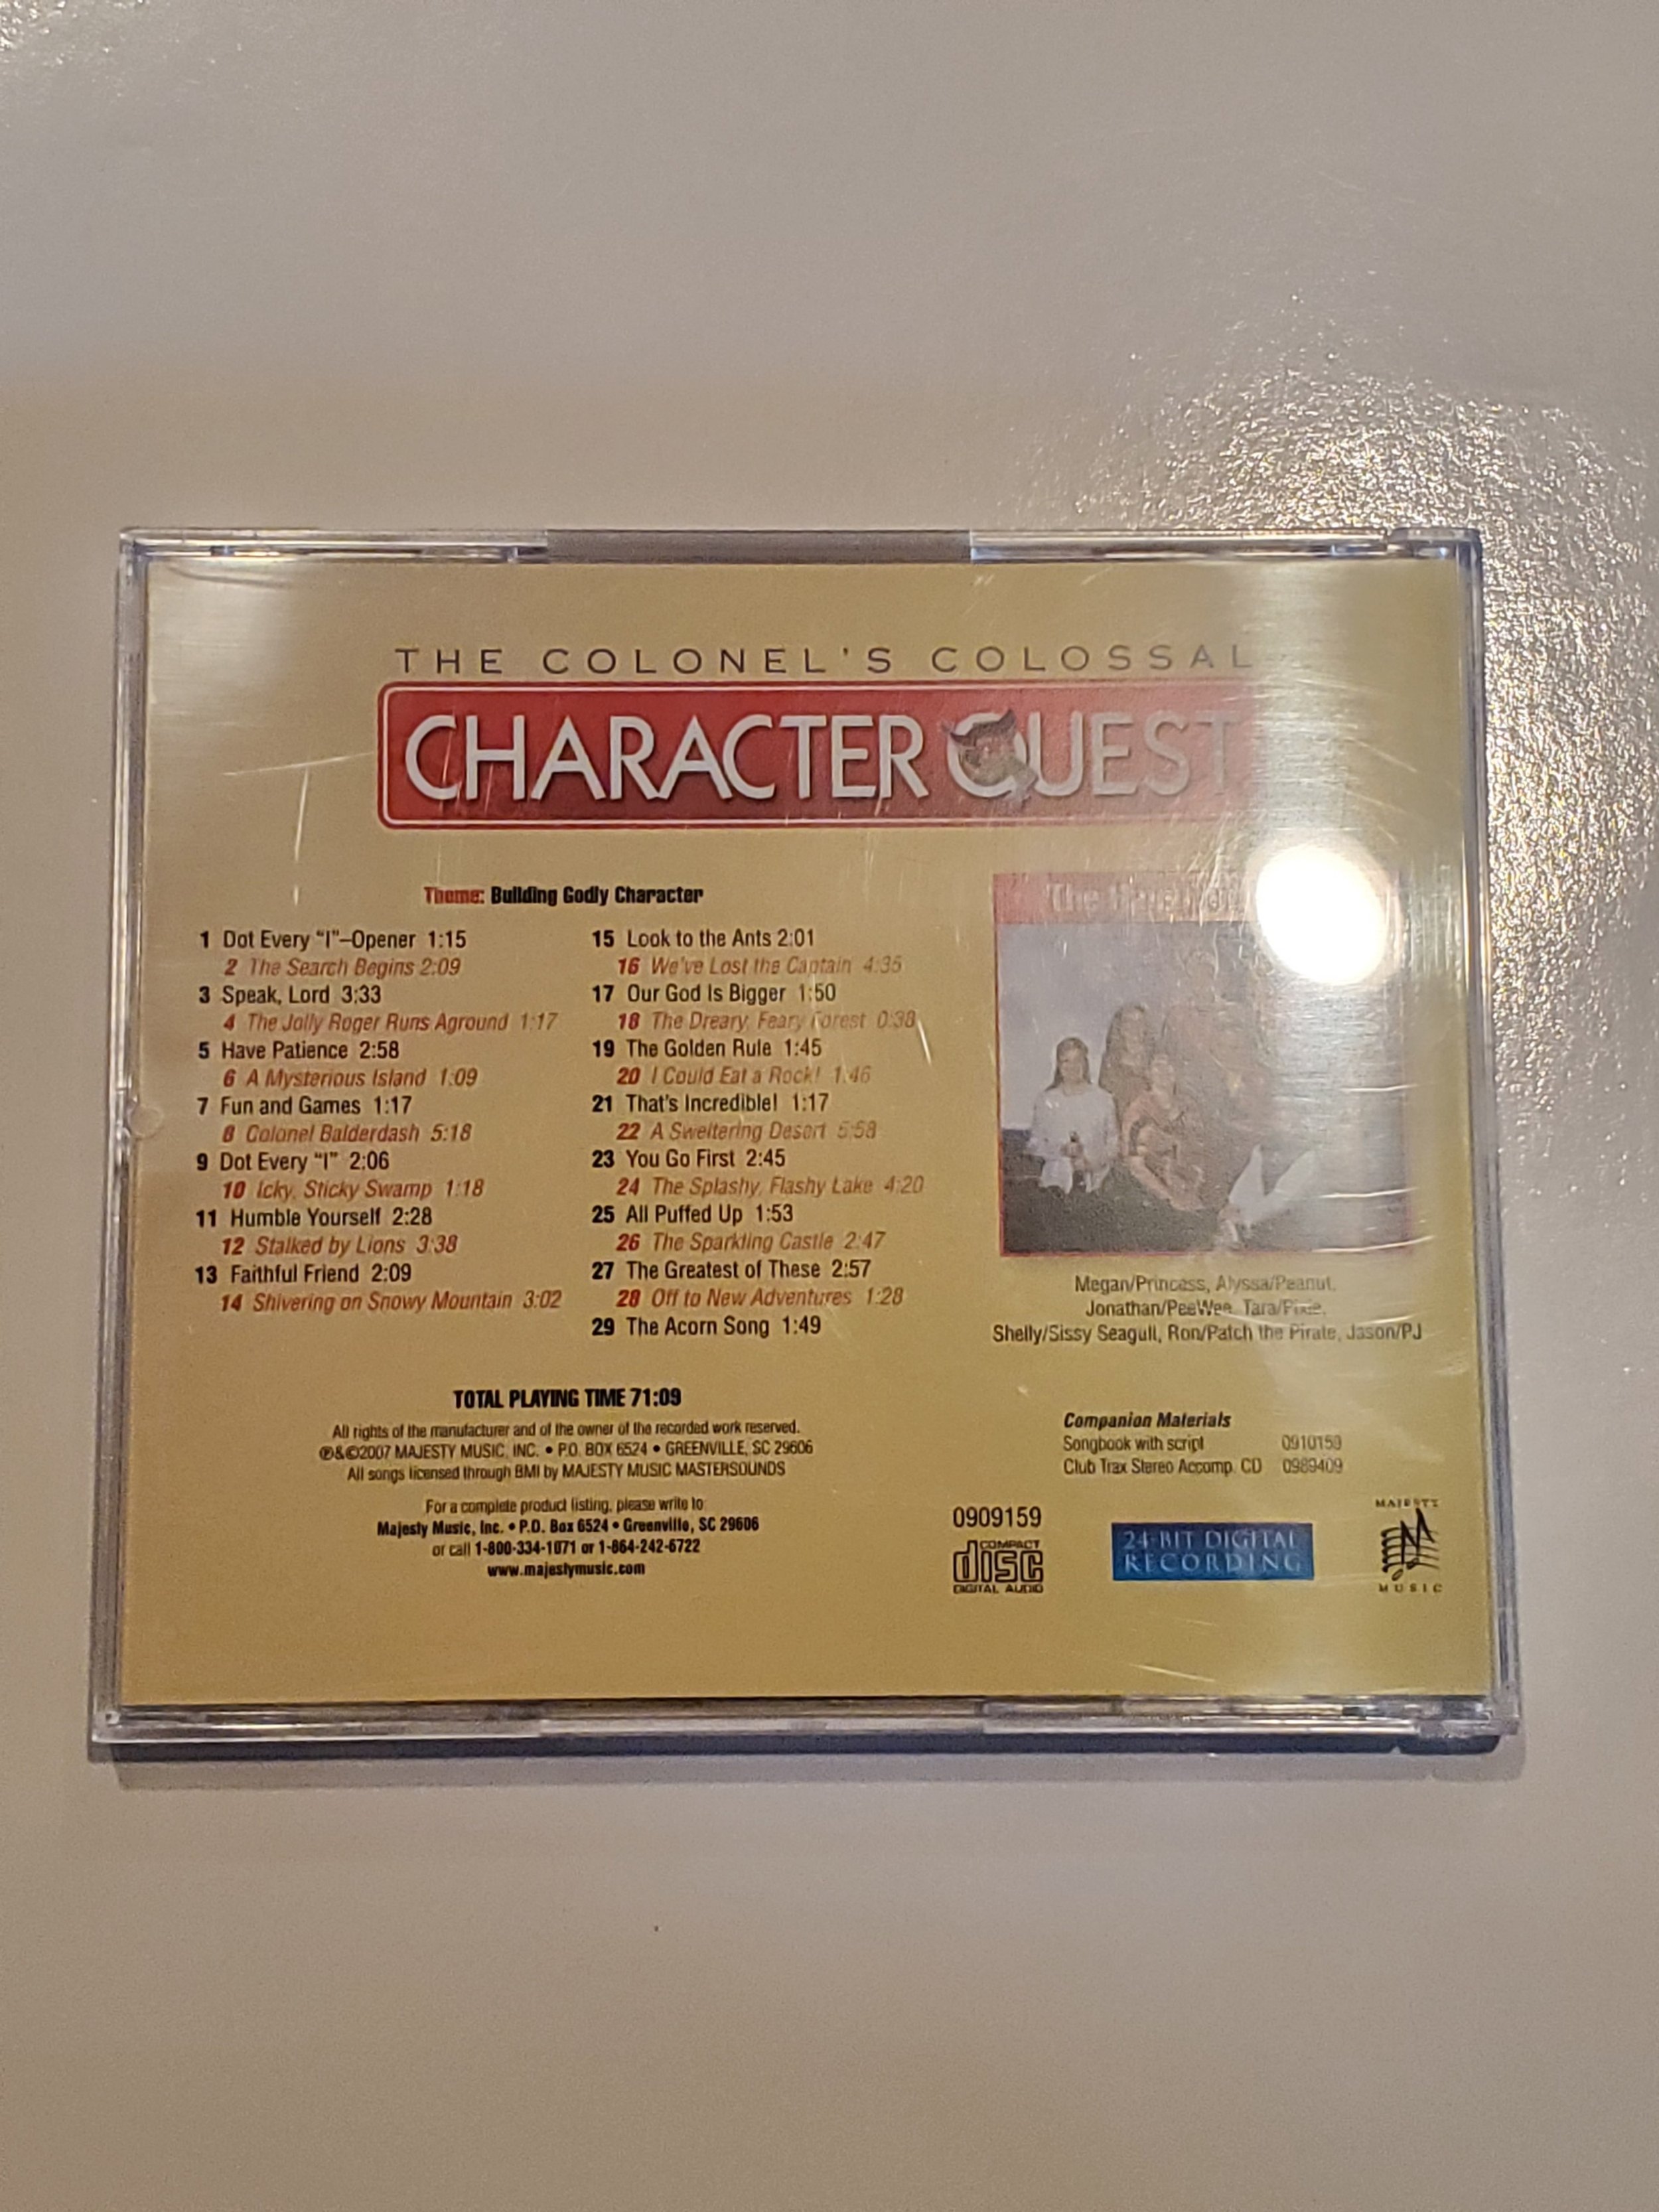 THE COLONEL'S COLOSSAL
CHARACTER QUEST
Theme: Building Godly Character
1 Dot Every “I”–Opener 1:15
2 The Search Begins 2:09
3 Speak, Lord 3:33
4 The Jolly Roger Runs Aground 1:17
5 Have Patience 2:58
6 A Mysterious Island 1:09
7 Fun and Games 1:17
8 Colonel Balderdash 5:18
9 Dot Every “I” 2:06
10 Icky, Sticky Swamp 1:18
11 Humble Yourself 2:28
12 Stalked by Lions 3:38
13 Faithful Friend 2:09
14 Shivering on Snowy Mountain 3:02
15 Look to the Ants 2:01
16 We've Lost the Captain 4:35
17 Our God Is Bigger 1:50
18 The Dreary, Feary Forest 0:38
19 The Golden Rule 1:45
20 I Could Eat a Rock! 1:46
21 That's Incredible! 1:17
22 A Sweltering Desert 5:58
23 You Go First 2:45
24 The Splashy, Flashy Lake 4:20
25 All Puffed Up 1:53
26 The Sparkling Castle 2:47
27 The Greatest of These 2:57
28 Off to New Adventures 1:28
29 The Acorn Song 1:49
The
Megan/Princess, Alyssa/Peanut,
Jonathan/PeeWee, Tara/Pixie,
Shelly/Sissy Seagull, Ron/Patch the Pirate, Jason/PJ
TOTAL PLAYING TIME 71:09
All rights of the manufacturer and of the owner of the recorded work reserved.
℗&©2007 MAJESTY MUSIC, INC. • P.O. BOX 6524 • GREENVILLE, SC 29606
All songs licensed through BMI by MAJESTY MUSIC MASTERSOUNDS
For a complete product listing, please write to
Majesty Music, Inc. • P.O. Box 6524 • Greenville, SC 29606
or call 1-800-334-1071 or 1-864-242-6722
www.majestymusic.com
Companion Materials
Songbook with script 0910159
Club Trax Stereo Accomp. CD 0989409
0909159
COMPACT
disc
DIGITAL AUDIO
24-BIT DIGITAL
RECORDING
MAJESTY
MUSIC